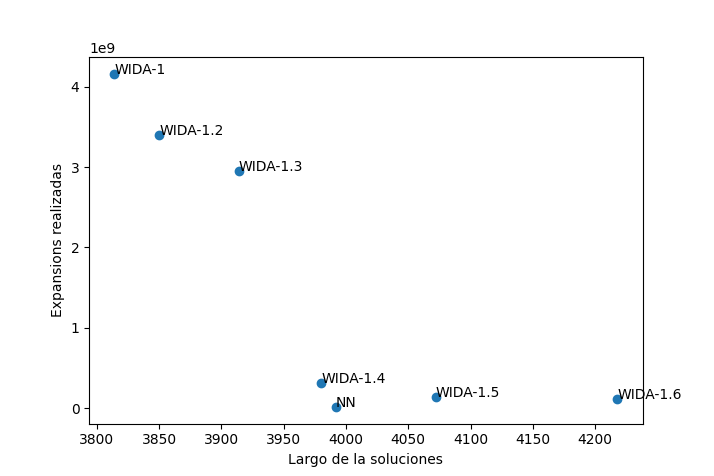 1e9
WIDA-1
4
WIDA-1.2
3
WIDA-1.3
Expansions realizadas
2
1
WIDA-1.4
WIDA-1.5
WIDA-1.6
NN
0
3800 3850 3900 3950 4000 4050 4100 4150 4200
Largo de la soluciones